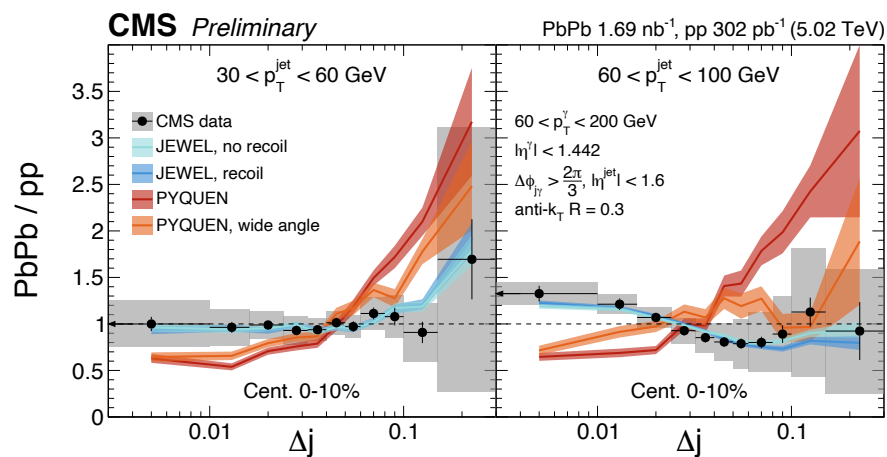 CMS Preliminary
PbPb 1.69 nb⁻¹, pp 302 pb⁻¹ (5.02 TeV)
PbPb / pp
3.5
3
2.5
2
1.5
1
0.5
0
30 < p_T^jet < 60 GeV
CMS data
JEWEL, no recoil
JEWEL, recoil
PYQUEN
PYQUEN, wide angle
Cent. 0-10%
0.01
0.1
Δj
60 < p_T^jet < 100 GeV
60 < p_T^γ < 200 GeV
|η^γ| < 1.442
Δϕ_jγ > 2π/3, |η^jet| < 1.6
anti-k_T R = 0.3
Cent. 0-10%
0.01
0.1
Δj